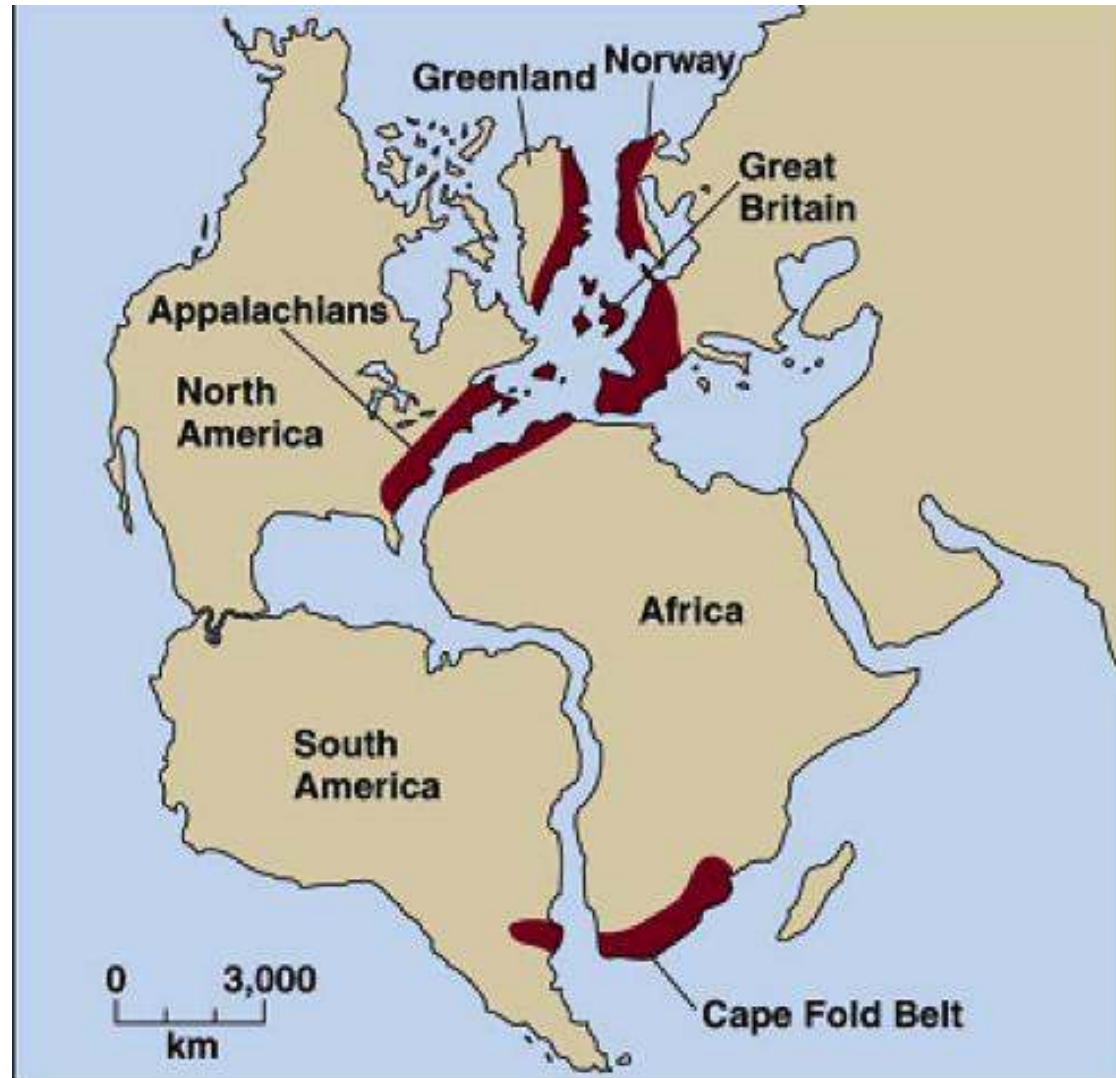 Greenland
Norway
Great
Britain
Appalachians
North
America
Africa
South
America
0 3,000
km
Cape Fold Belt